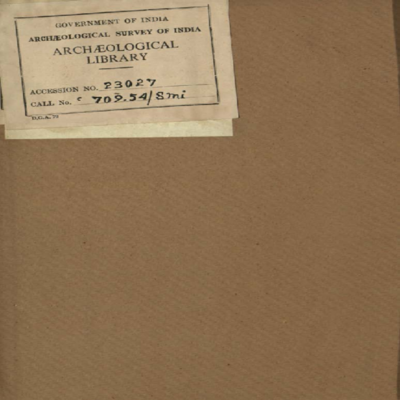 GOVERNMENT OF INDIA
ARCHÆOLOGICAL SURVEY OF INDIA
ARCHÆOLOGICAL
LIBRARY
ACCESSION NO. 23027
CALL No. c 709.54/Smi